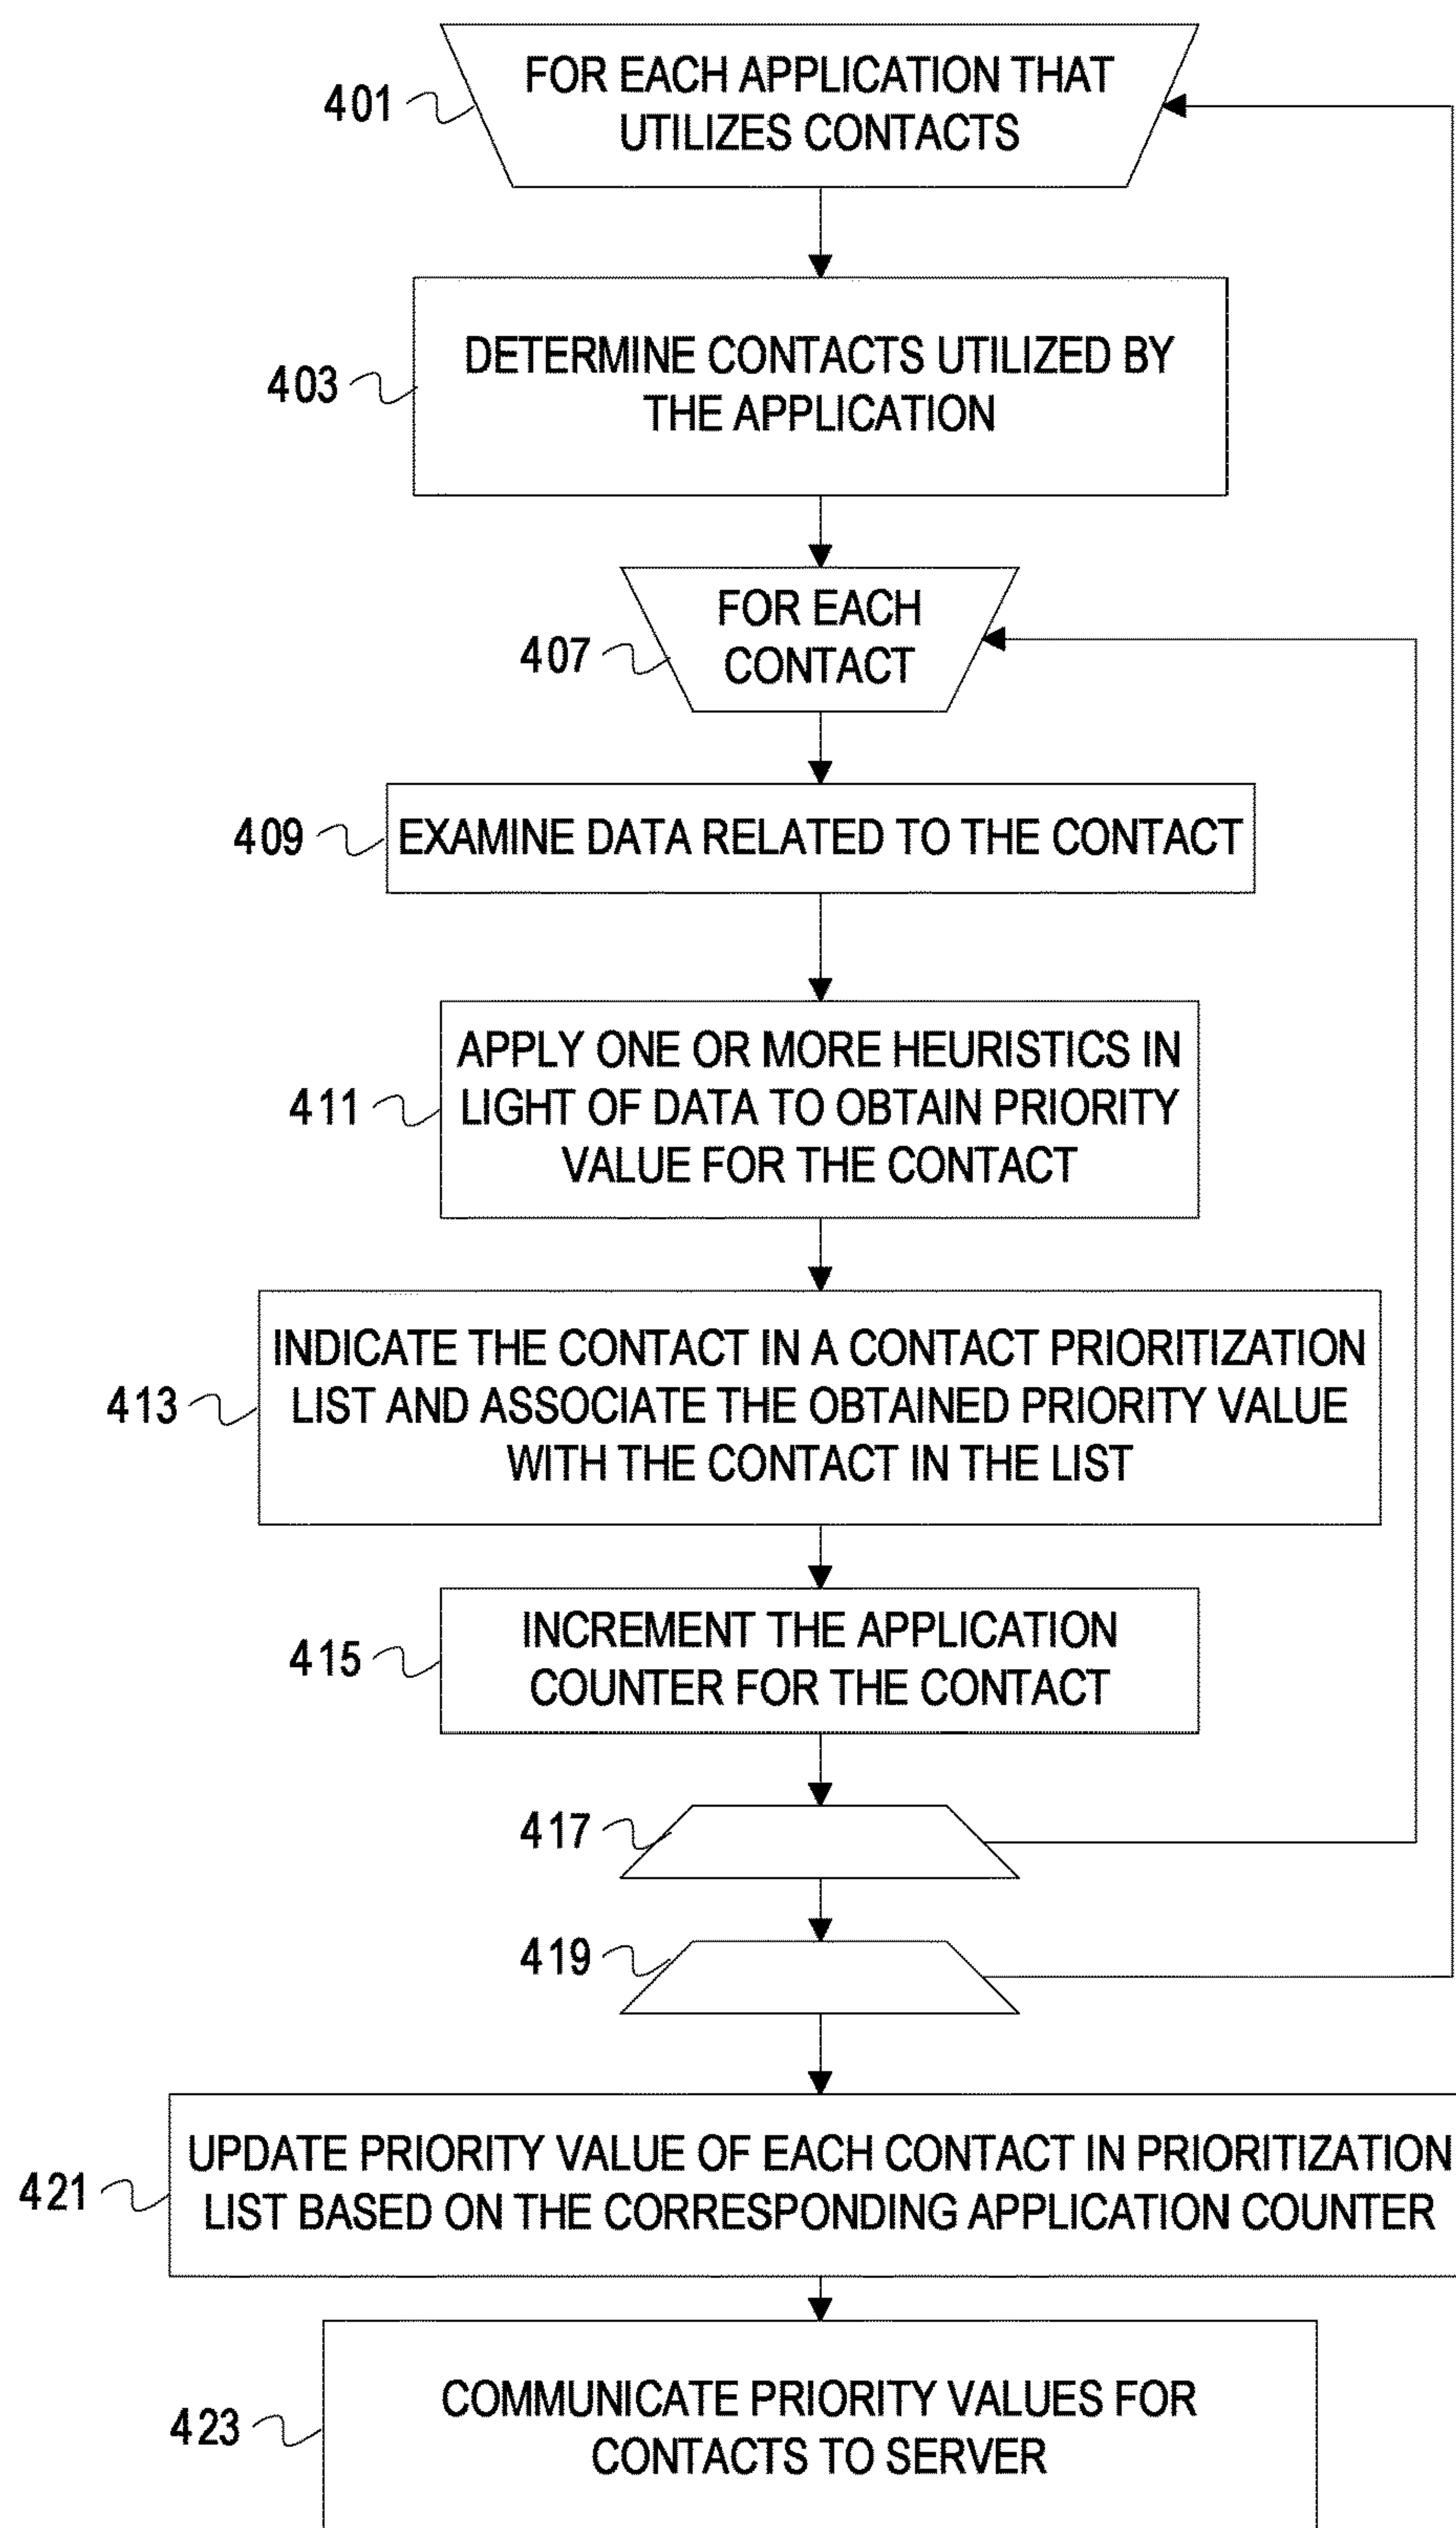 401
FOR EACH APPLICATION THAT
UTILIZES CONTACTS
403
DETERMINE CONTACTS UTILIZED BY
THE APPLICATION
407
FOR EACH
CONTACT
409
EXAMINE DATA RELATED TO THE CONTACT
411
APPLY ONE OR MORE HEURISTICS IN
LIGHT OF DATA TO OBTAIN PRIORITY
VALUE FOR THE CONTACT
413
INDICATE THE CONTACT IN A CONTACT PRIORITIZATION
LIST AND ASSOCIATE THE OBTAINED PRIORITY VALUE
WITH THE CONTACT IN THE LIST
415
INCREMENT THE APPLICATION
COUNTER FOR THE CONTACT
417
419
421
UPDATE PRIORITY VALUE OF EACH CONTACT IN PRIORITIZATION
LIST BASED ON THE CORRESPONDING APPLICATION COUNTER
423
COMMUNICATE PRIORITY VALUES FOR
CONTACTS TO SERVER